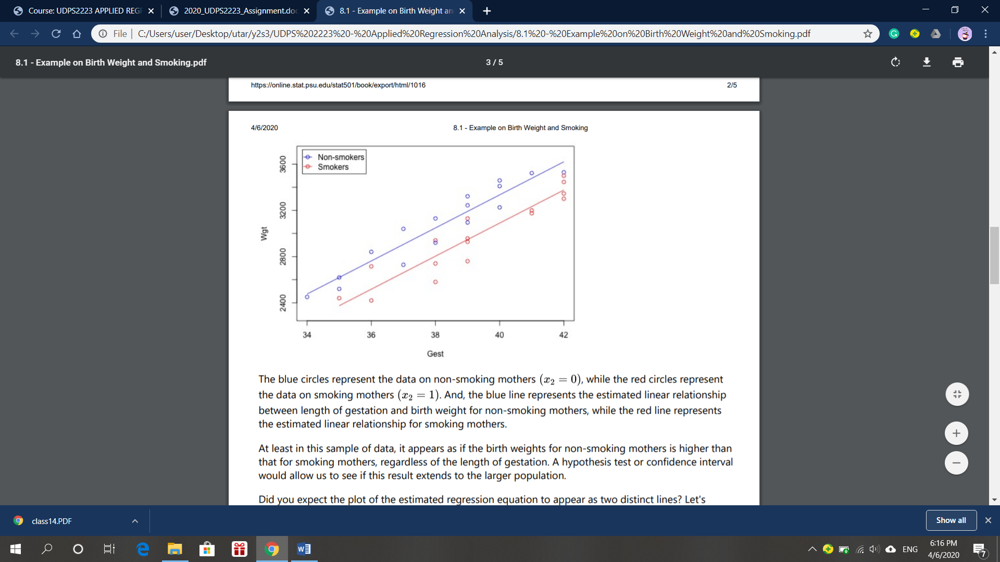 Course: UDPS2223 APPLIED REGR
2020_UDPS2223_Assignment.doc
8.1 - Example on Birth Weight an
File
C:/Users/user/Desktop/utar/y2s3/UDPS%202223%20-%20Applied%20Regression%20Analysis/8.1%20-%20Example%20on%20Birth%20Weight%20and%20Smoking.pdf
8.1 - Example on Birth Weight and Smoking.pdf
3 / 5
https://online.stat.psu.edu/stat501/book/export/html/1016
2/5
4/6/2020
8.1 - Example on Birth Weight and Smoking
Non-smokers
Smokers
3600
3200
2800
2400
Wgt
34 36 38 40 42
Gest
The blue circles represent the data on non-smoking mothers (x₂ = 0), while the red circles represent
the data on smoking mothers (x₂ = 1). And, the blue line represents the estimated linear relationship
between length of gestation and birth weight for non-smoking mothers, while the red line represents
the estimated linear relationship for smoking mothers.
At least in this sample of data, it appears as if the birth weights for non-smoking mothers is higher than
that for smoking mothers, regardless of the length of gestation. A hypothesis test or confidence interval
would allow us to see if this result extends to the larger population.
Did you expect the plot of the estimated regression equation to appear as two distinct lines? Let's
class14.PDF
Show all
ENG
6:16 PM
4/6/2020
7